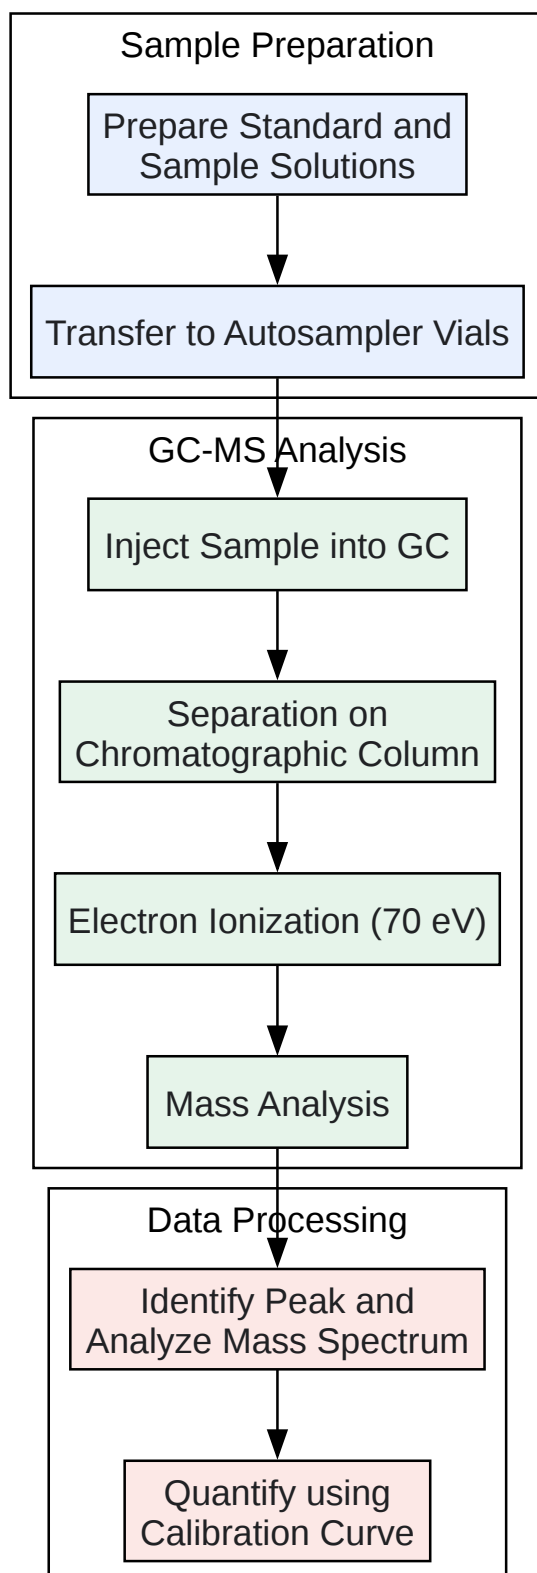 Sample Preparation
Prepare Standard and
Sample Solutions
Transfer to Autosampler Vials
GC-MS Analysis
Inject Sample into GC
Separation on
Chromatographic Column
Electron Ionization (70 eV)
Mass Analysis
Data Processing
Identify Peak and
Analyze Mass Spectrum
Quantify using
Calibration Curve